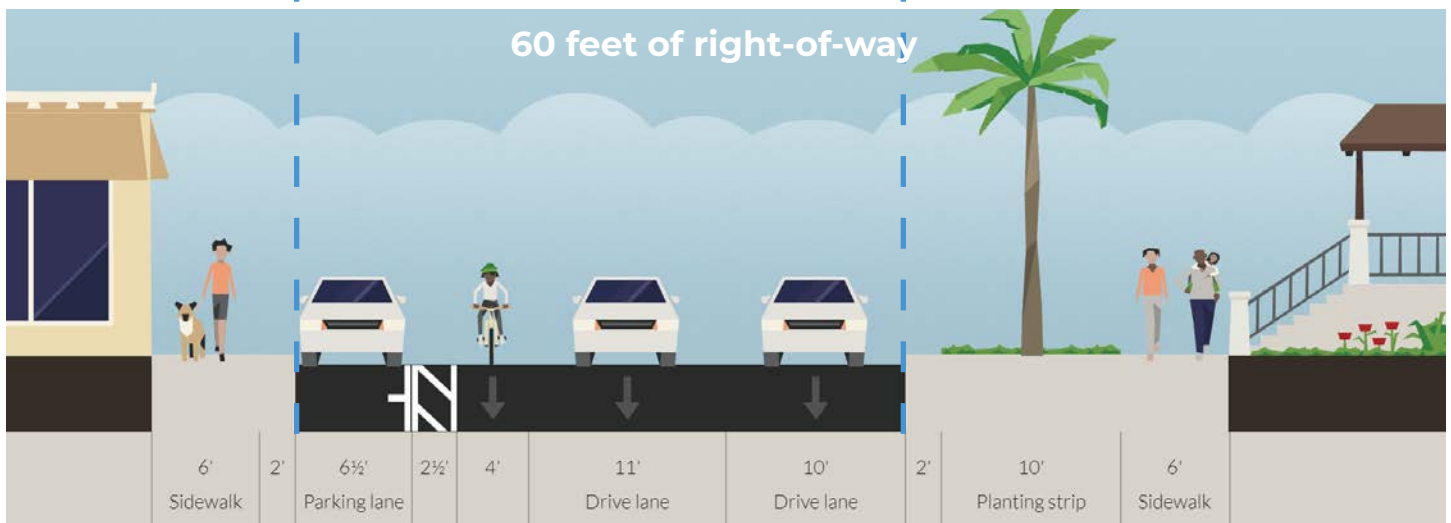 60 feet of right-of-way
6' 2' 6½' 2½' 4' 11' 10' 2' 10' 6'
Sidewalk Parking lane Drive lane Drive lane Planting strip Sidewalk